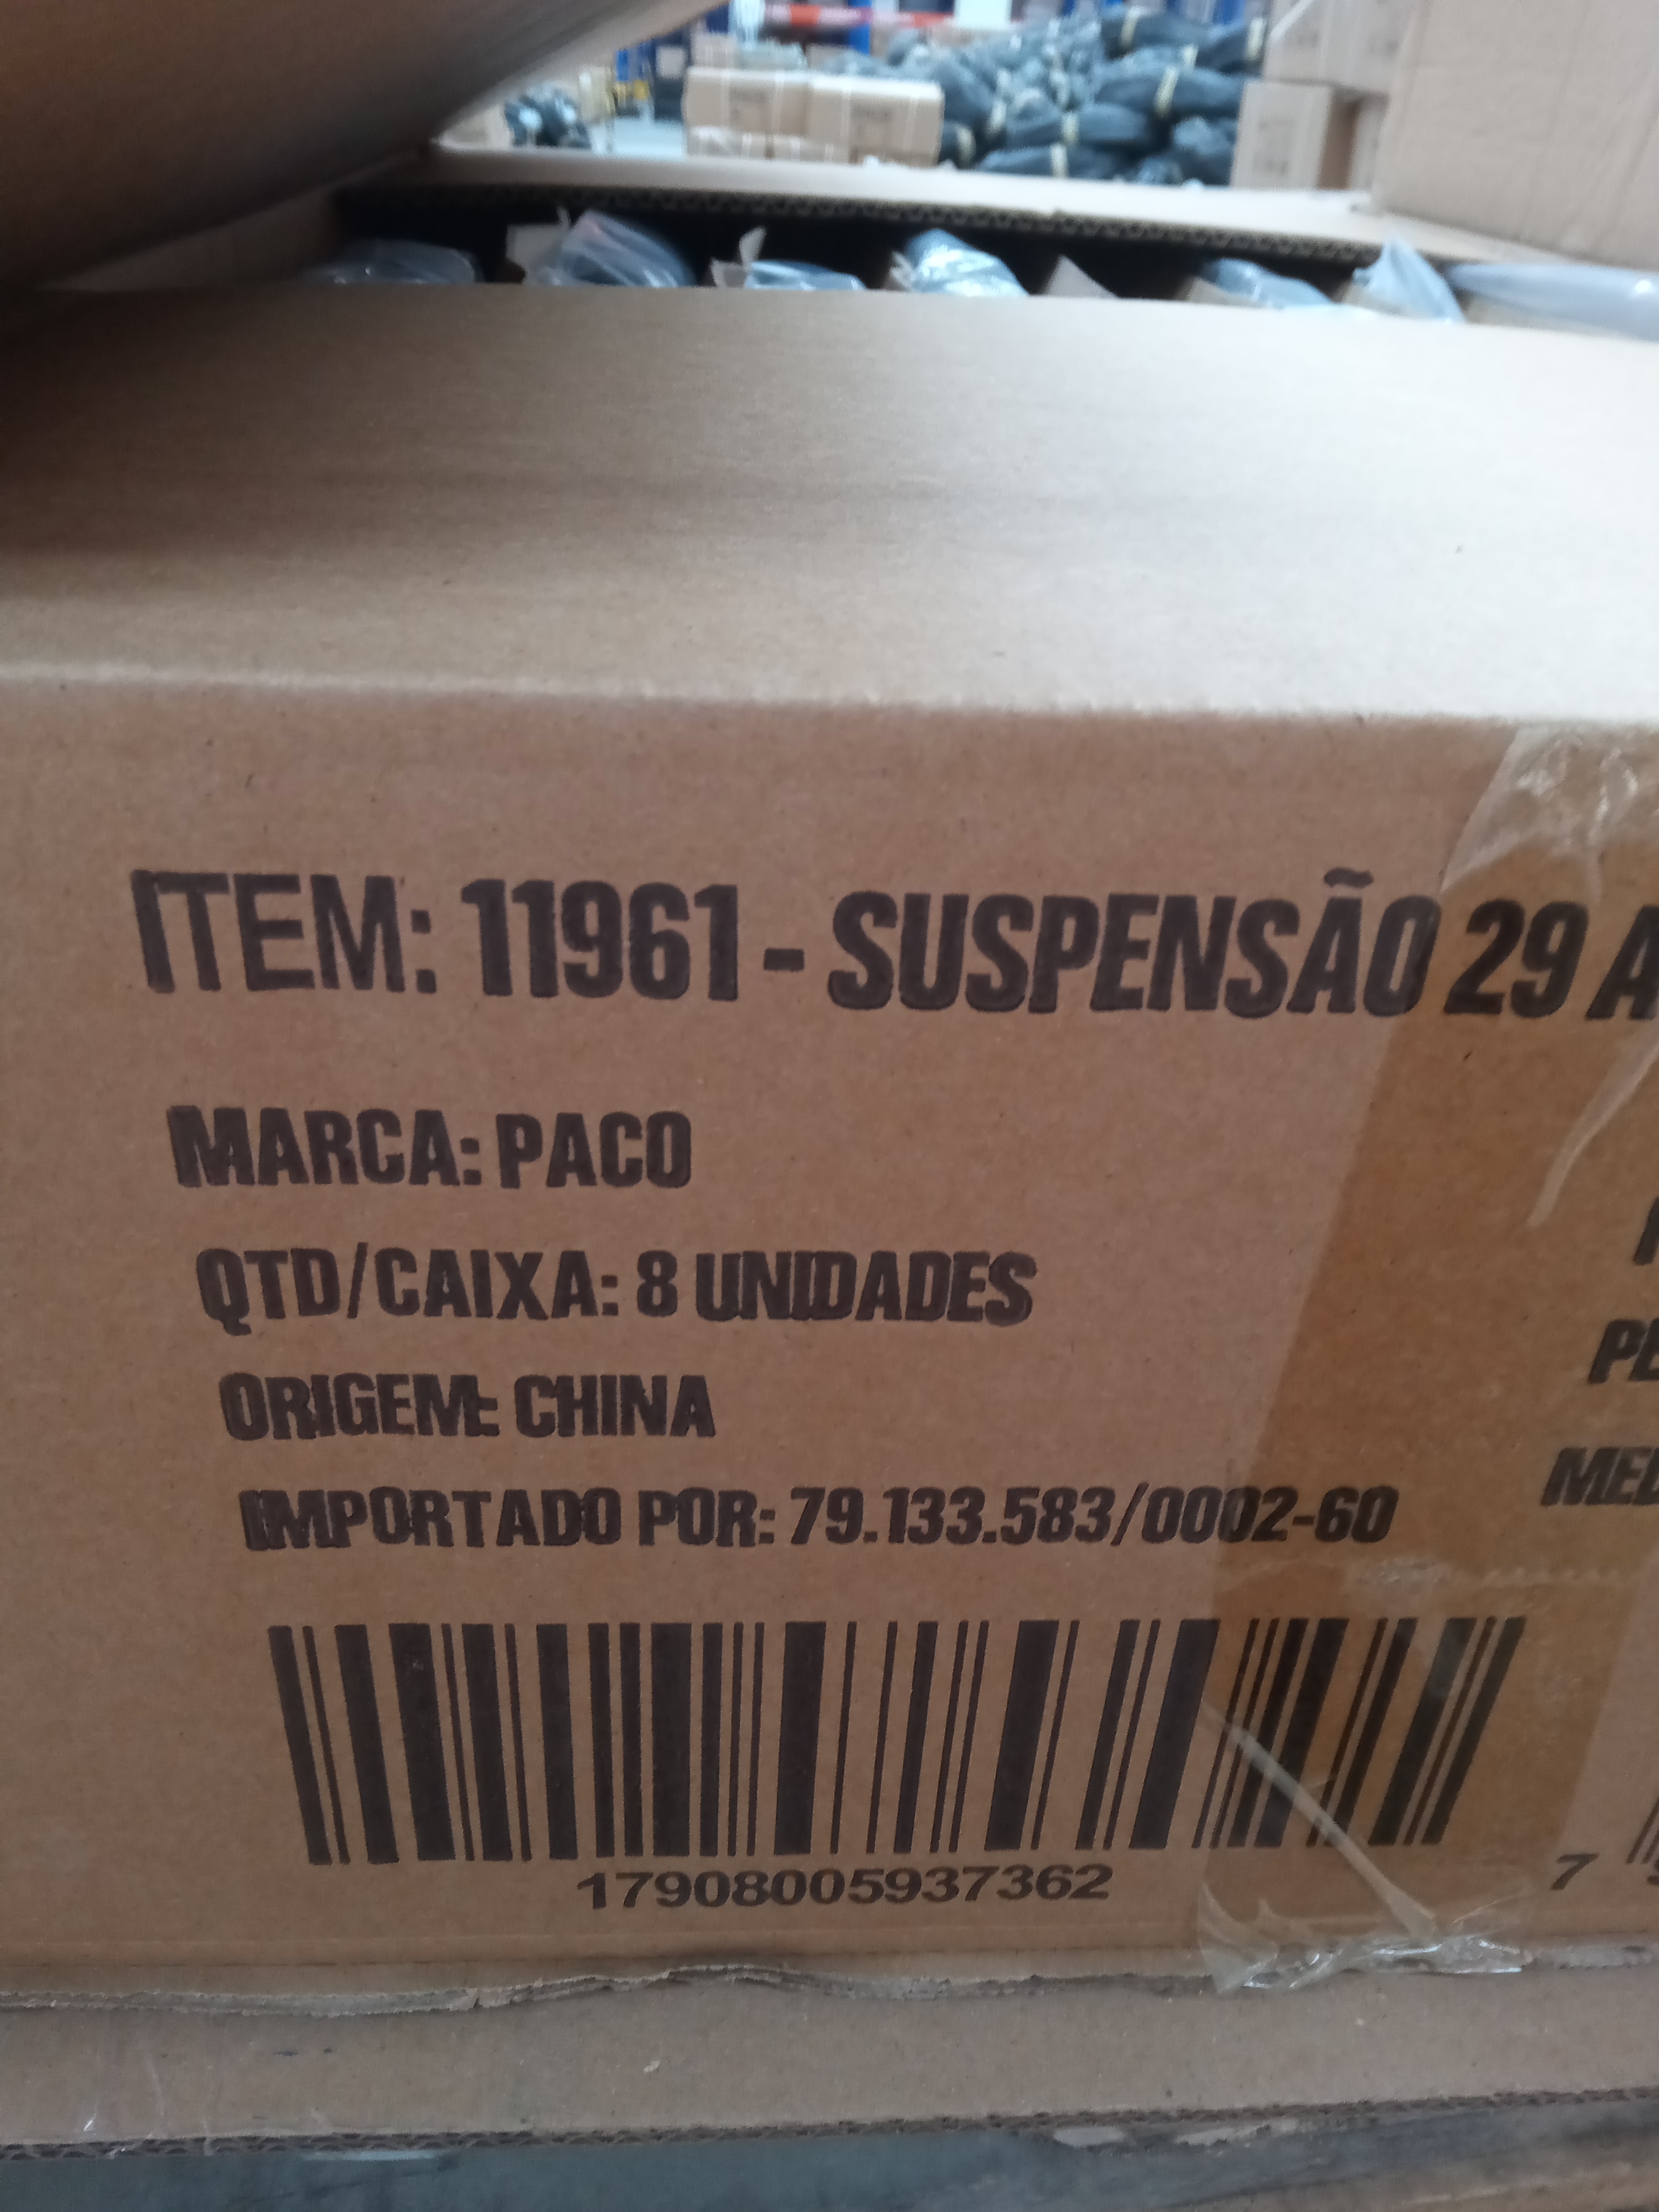 ITEM: 11961 - SUSPENSÃO 29 A
MARCA: PACO
QTD/CAIXA: 8 UNIDADES
ORIGEM: CHINA
IMPORTADO POR: 79.133.583/0002-60
17908005937362
7